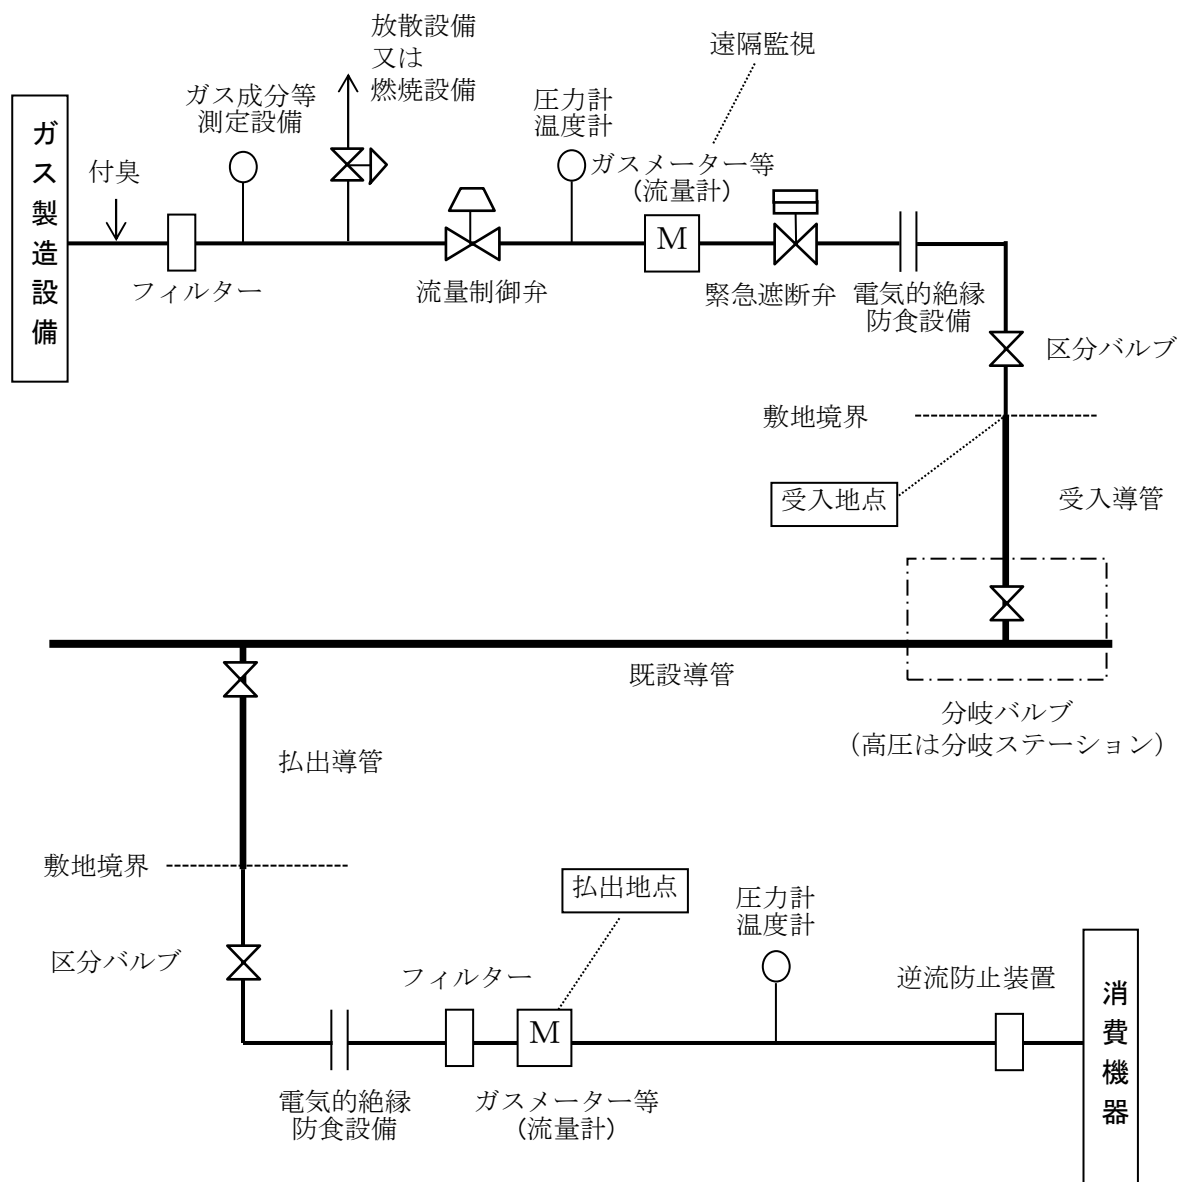 放散設備
又は
燃焼設備
遠隔監視
ガス成分等
測定設備
圧力計
温度計
ガス製造設備
付臭
ガスメーター等
(流量計)
M
フィルター
流量制御弁
緊急遮断弁
電気的絶縁
防食設備
区分バルブ
敷地境界
受入地点
受入導管
既設導管
分岐バルブ
（高圧は分岐ステーション）
払出導管
敷地境界
払出地点
圧力計
温度計
区分バルブ
フィルター
逆流防止装置
消費機器
M
電気的絶縁
防食設備
ガスメーター等
(流量計)